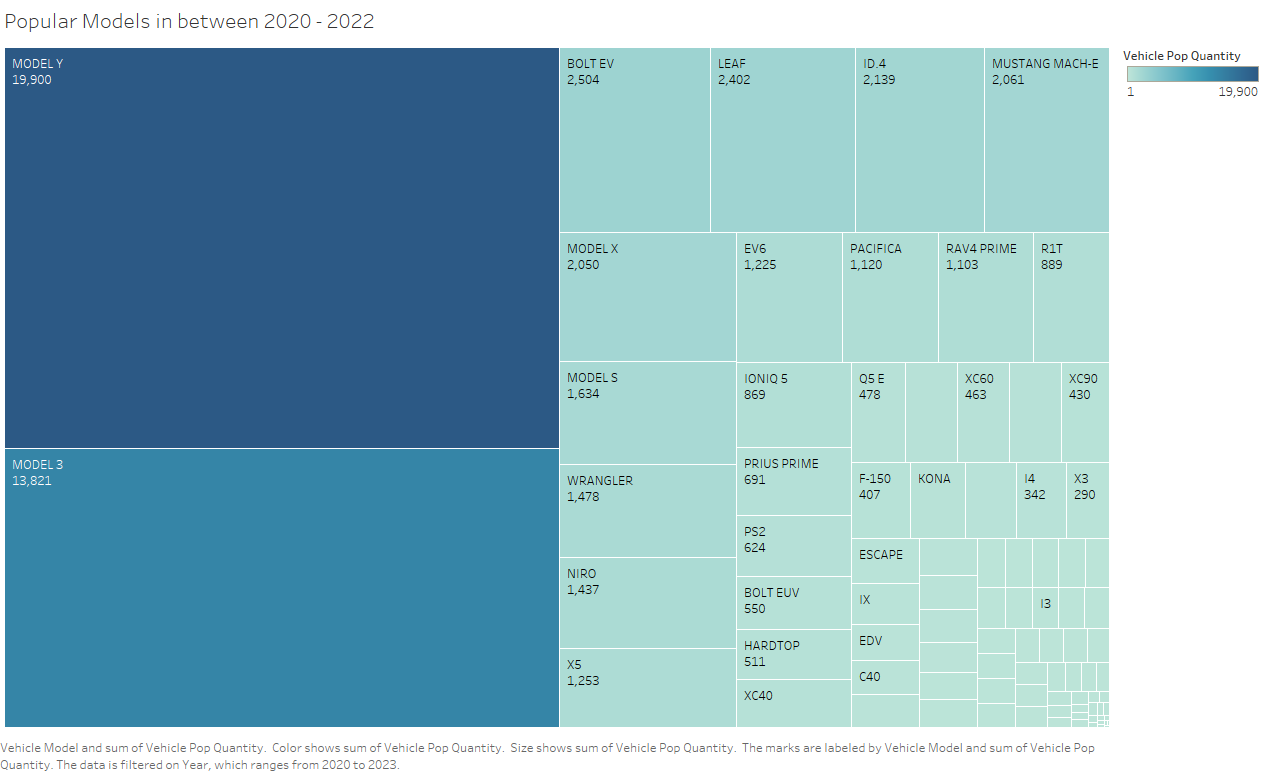 Popular Models in between 2020 - 2022
MODEL Y
19,900
MODEL 3
13,821
BOLT EV
2,504
LEAF
2,402
ID.4
2,139
MUSTANG MACH-E
2,061
MODEL X
2,050
MODEL S
1,634
WRANGLER
1,478
NIRO
1,437
X5
1,253
EV6
1,225
PACIFICA
1,120
RAV4 PRIME
1,103
R1T
889
IONIQ 5
869
PRIUS PRIME
691
PS2
624
BOLT EUV
550
HARDTOP
511
XC40
Q5 E
478
XC60
463
XC90
430
F-150
407
KONA
I4
342
X3
290
ESCAPE
IX
EDV
C40
I3
Vehicle Pop Quantity
1 19,900
Vehicle Model and sum of Vehicle Pop Quantity. Color shows sum of Vehicle Pop Quantity. Size shows sum of Vehicle Pop Quantity. The marks are labeled by Vehicle Model and sum of Vehicle Pop
Quantity. The data is filtered on Year, which ranges from 2020 to 2023.